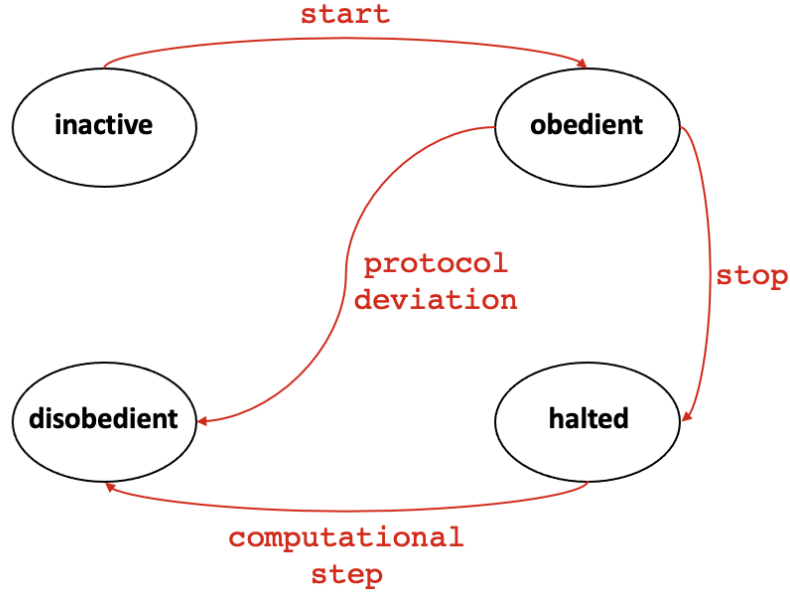 start
inactive
obedient
protocol
deviation
stop
disobedient
halted
computational
step